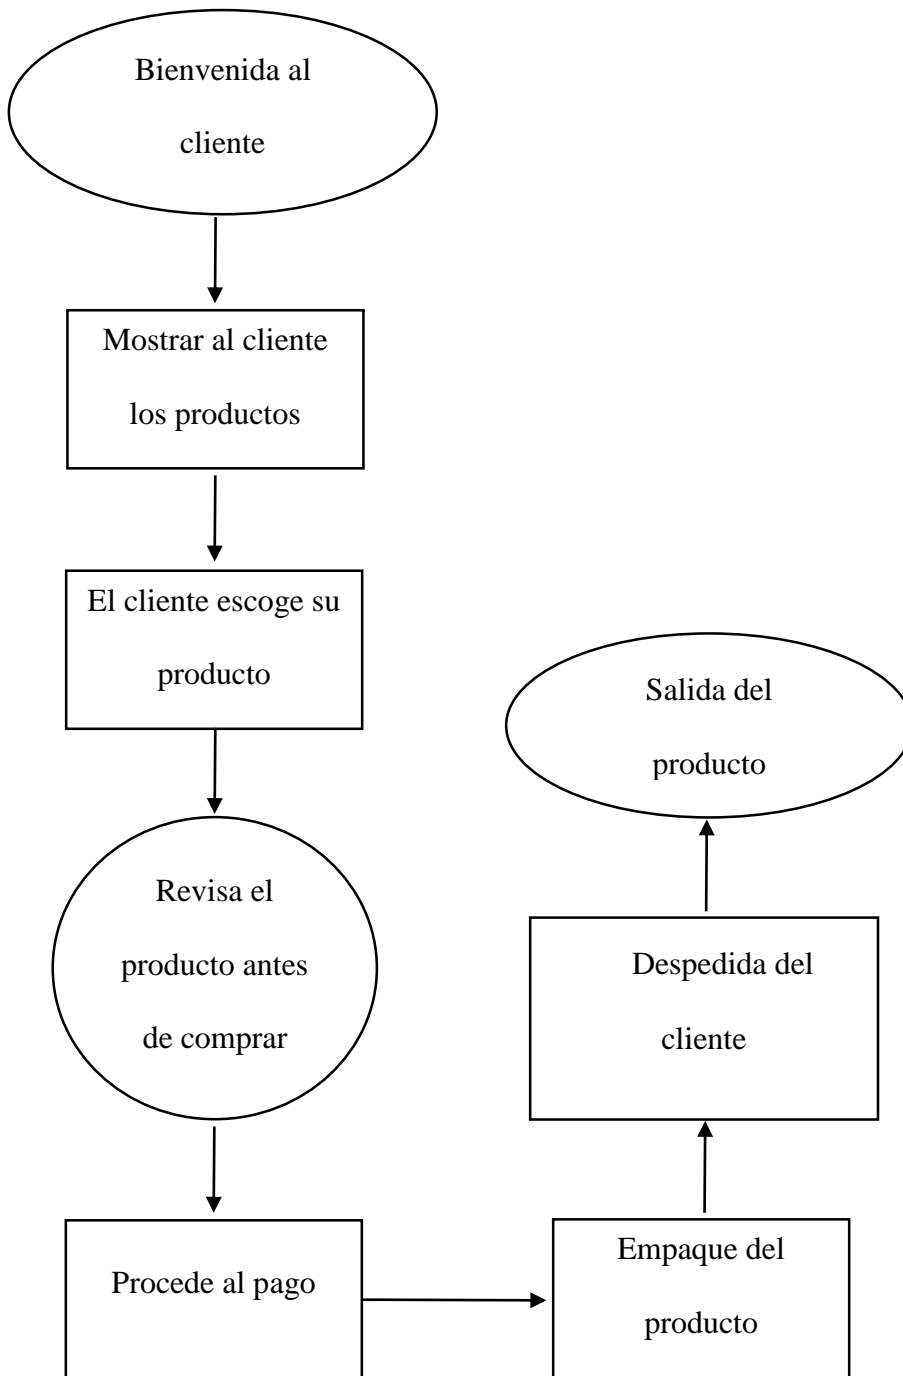 Bienvenida al
cliente
Mostrar al cliente
los productos
El cliente escoge su
producto
Revisa el
producto antes
de comprar
Procede al pago
Empaque del
producto
Despedida del
cliente
Salida del
producto